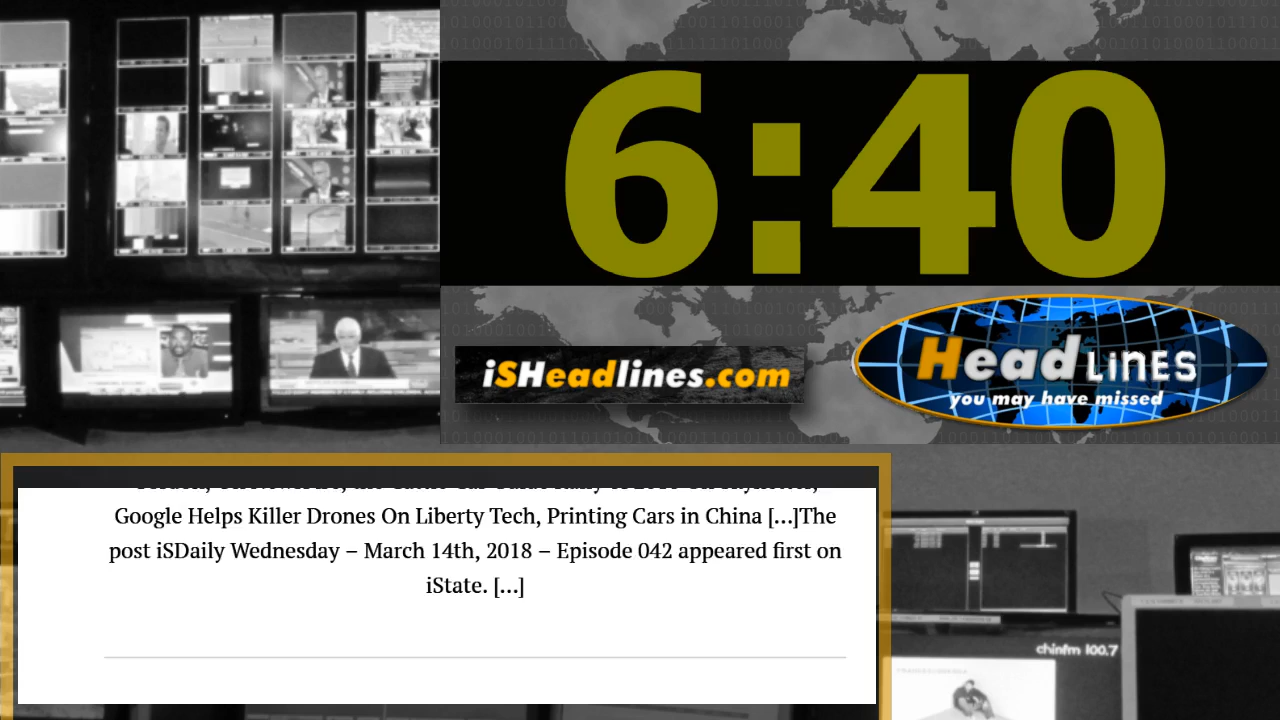 6:40
iSHeadlines.com
HeadLINES
you may have missed
Google Helps Killer Drones On Liberty Tech, Printing Cars in China [...]The
post iSDaily Wednesday – March 14th, 2018 – Episode 042 appeared first on
iState. [...]
chinfm 100.7